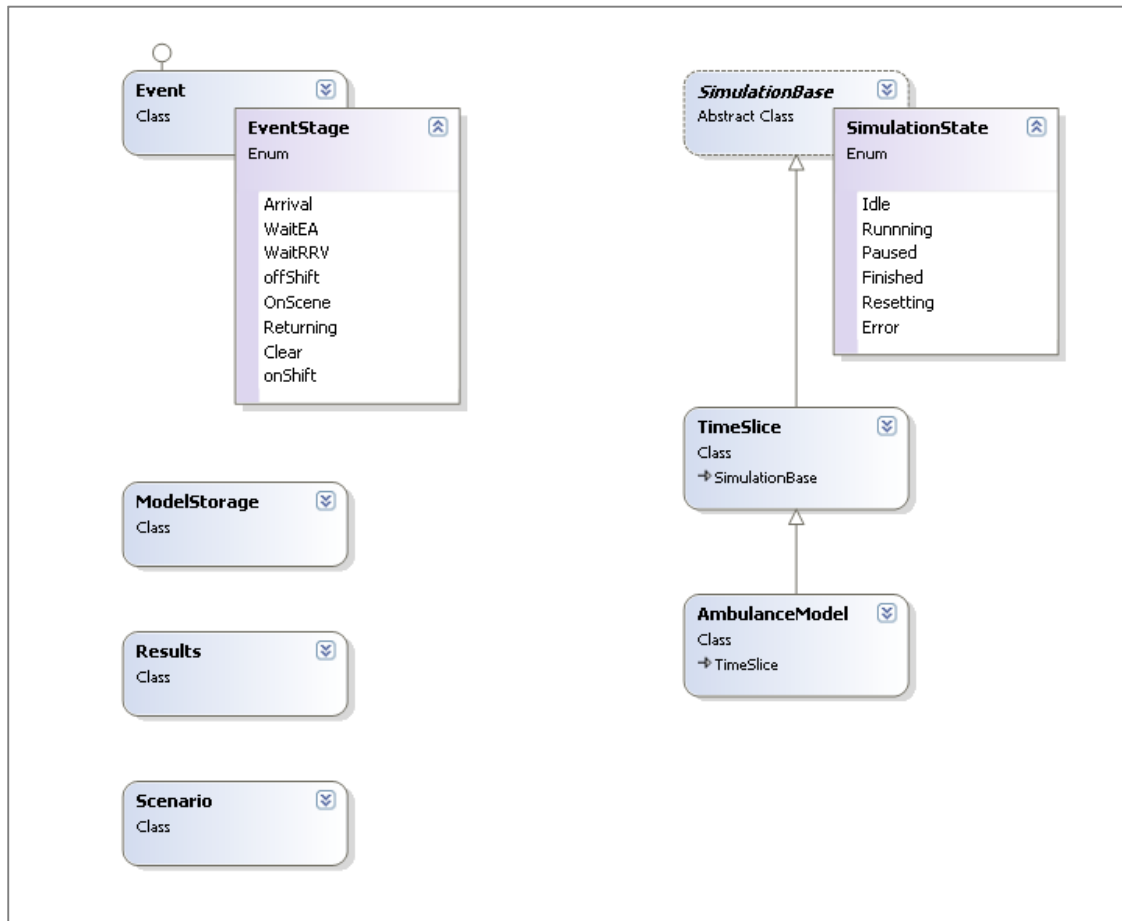 Event
Class
EventStage
Enum
Arrival
WaitEA
WaitRRV
offShift
OnScene
Returning
Clear
onShift
ModelStorage
Class
Results
Class
Scenario
Class
SimulationBase
Abstract Class
SimulationState
Enum
Idle
Runnning
Paused
Finished
Resetting
Error
TimeSlice
Class
SimulationBase
AmbulanceModel
Class
TimeSlice